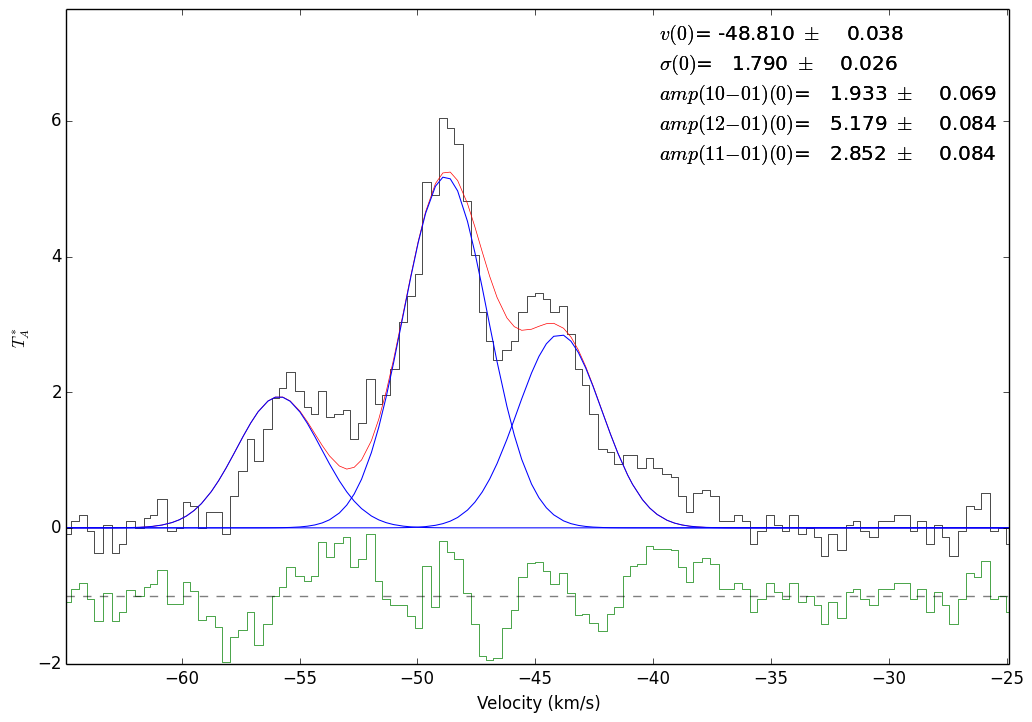 v(0)= -48.810 ± 0.038
σ(0)= 1.790 ± 0.026
amp(10−01)(0)= 1.933 ± 0.069
amp(12−01)(0)= 5.179 ± 0.084
amp(11−01)(0)= 2.852 ± 0.084
6
4
2
0
−2
T_A^*
−60 −55 −50 −45 −40 −35 −30 −25
Velocity (km/s)